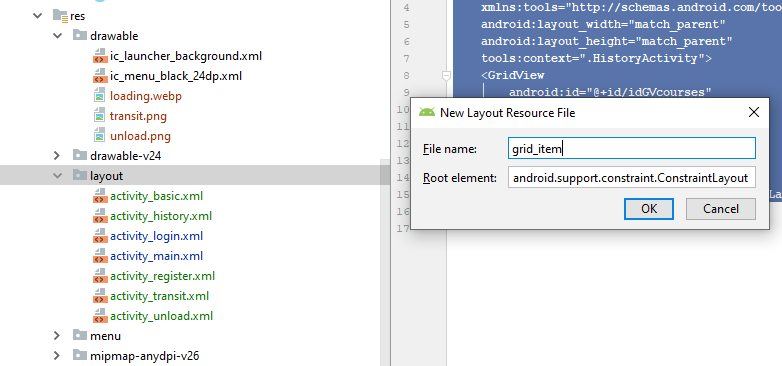 res
drawable
ic_launcher_background.xml
ic_menu_black_24dp.xml
loading.webp
transit.png
unload.png
drawable-v24
layout
activity_basic.xml
activity_history.xml
activity_login.xml
activity_main.xml
activity_register.xml
activity_transit.xml
activity_unload.xml
menu
mipmap-anydpi-v26
4 xmlns:tools="http://schemas.android.com/too
5 android:layout_width="match_parent"
6 android:layout_height="match_parent"
7 tools:context=".HistoryActivity">
8 <GridView
9 android:id="@+id/idGVcourses"
10
11
12
13
14
15 La
16
17
New Layout Resource File
File name: grid_item
Root element: android.support.constraint.ConstraintLayout
OK Cancel